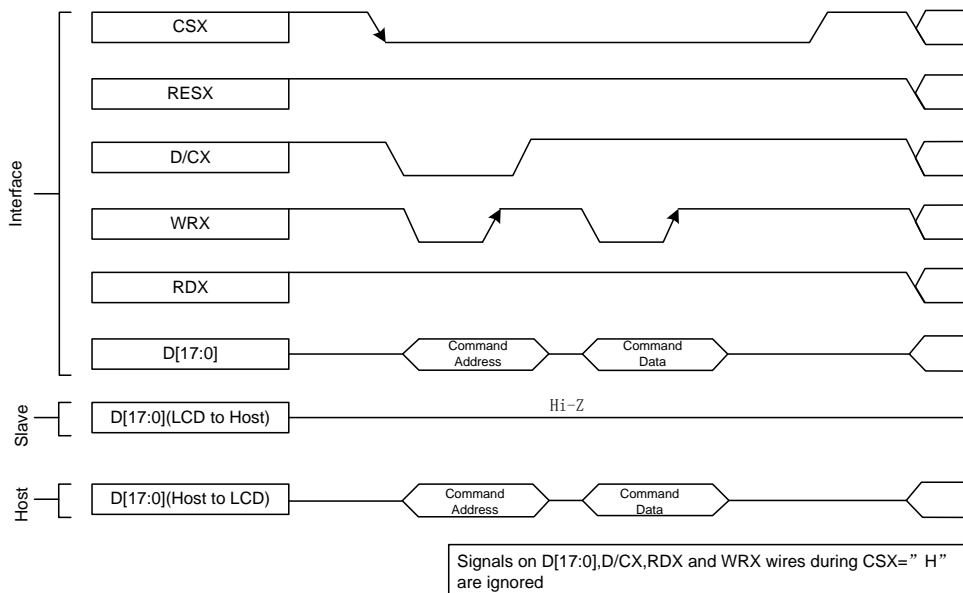 CSX
RESX
D/CX
WRX
RDX
D[17:0]
Command
Address
Command
Data
Interface
D[17:0](LCD to Host)
Hi-Z
Slave
D[17:0](Host to LCD)
Command
Address
Command
Data
Host
Signals on D[17:0],D/CX,RDX and WRX wires during CSX=” H”
are ignored